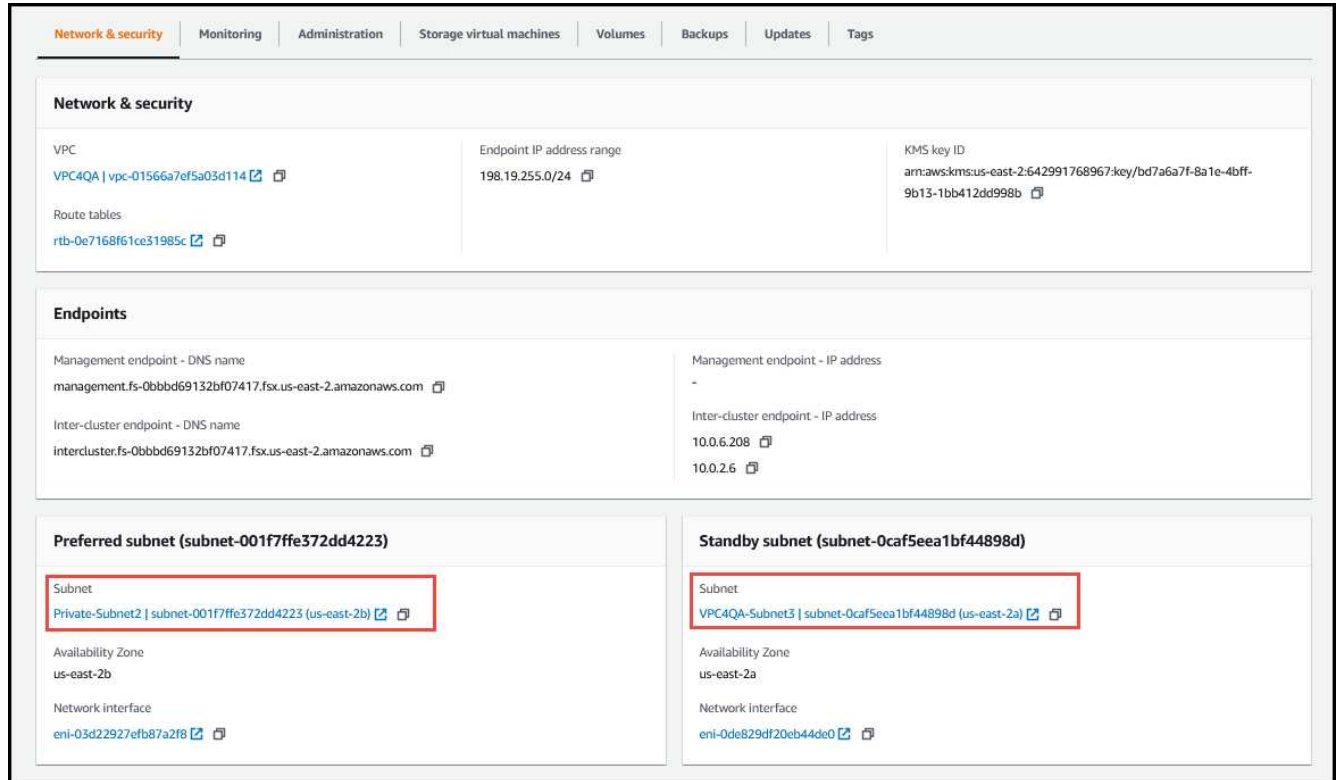 Network & security Monitoring Administration Storage virtual machines Volumes Backups Updates Tags
Network & security
VPC
VPC4QA | vpc-01566a7ef5a03d114
Route tables
rtb-0e7168f61ce31985c
Endpoint IP address range
198.19.255.0/24
KMS key ID
arn:aws:kms:us-east-2:642991768967:key/bd7a6a7f-8a1e-4bff-
9b13-1bb412dd998b
Endpoints
Management endpoint - DNS name
management.fs-0bbbd69132bf07417.fsx.us-east-2.amazonaws.com
Inter-cluster endpoint - DNS name
intercluster.fs-0bbbd69132bf07417.fsx.us-east-2.amazonaws.com
Management endpoint - IP address
-
Inter-cluster endpoint - IP address
10.0.6.208
10.0.2.6
Preferred subnet (subnet-001f7ffe372dd4223)
Subnet
Private-Subnet2 | subnet-001f7ffe372dd4223 (us-east-2b)
Availability Zone
us-east-2b
Network interface
eni-03d22927efb87a2f8
Standby subnet (subnet-0caf5eea1bf44898d)
Subnet
VPC4QA-Subnet3 | subnet-0caf5eea1bf44898d (us-east-2a)
Availability Zone
us-east-2a
Network interface
eni-0de829df20eb44de0